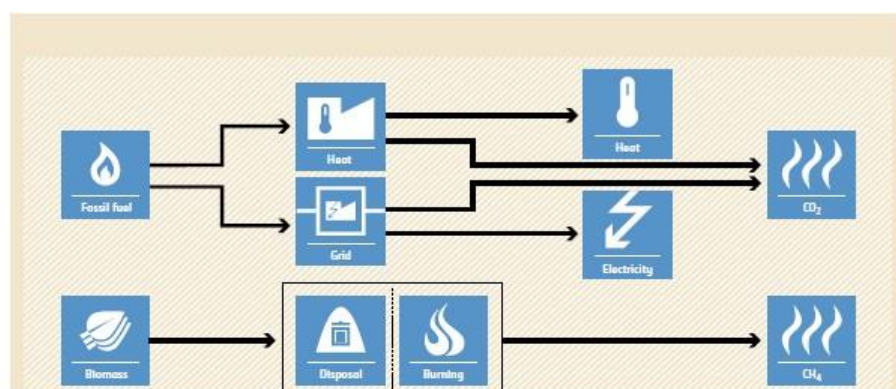 Heat
Heat
Fossil fuel
CO₂
Grid
Electricity
Biomass
Disposal
Burning
CH₄